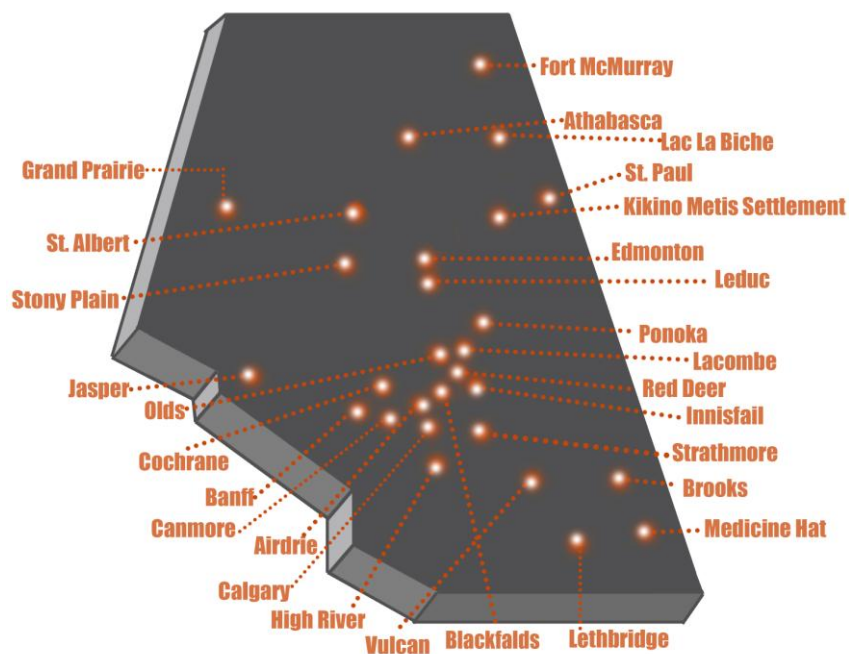 Fort McMurray
Athabasca
Lac La Biche
Grand Prairie
St. Paul
Kikino Metis Settlement
St. Albert
Edmonton
Leduc
Stony Plain
Ponoka
Lacombe
Jasper
Red Deer
Olds
Innisfail
Strathmore
Cochrane
Brooks
Banff
Canmore
Medicine Hat
Airdrie
Calgary
High River
Vulcan
Blackfalds
Lethbridge